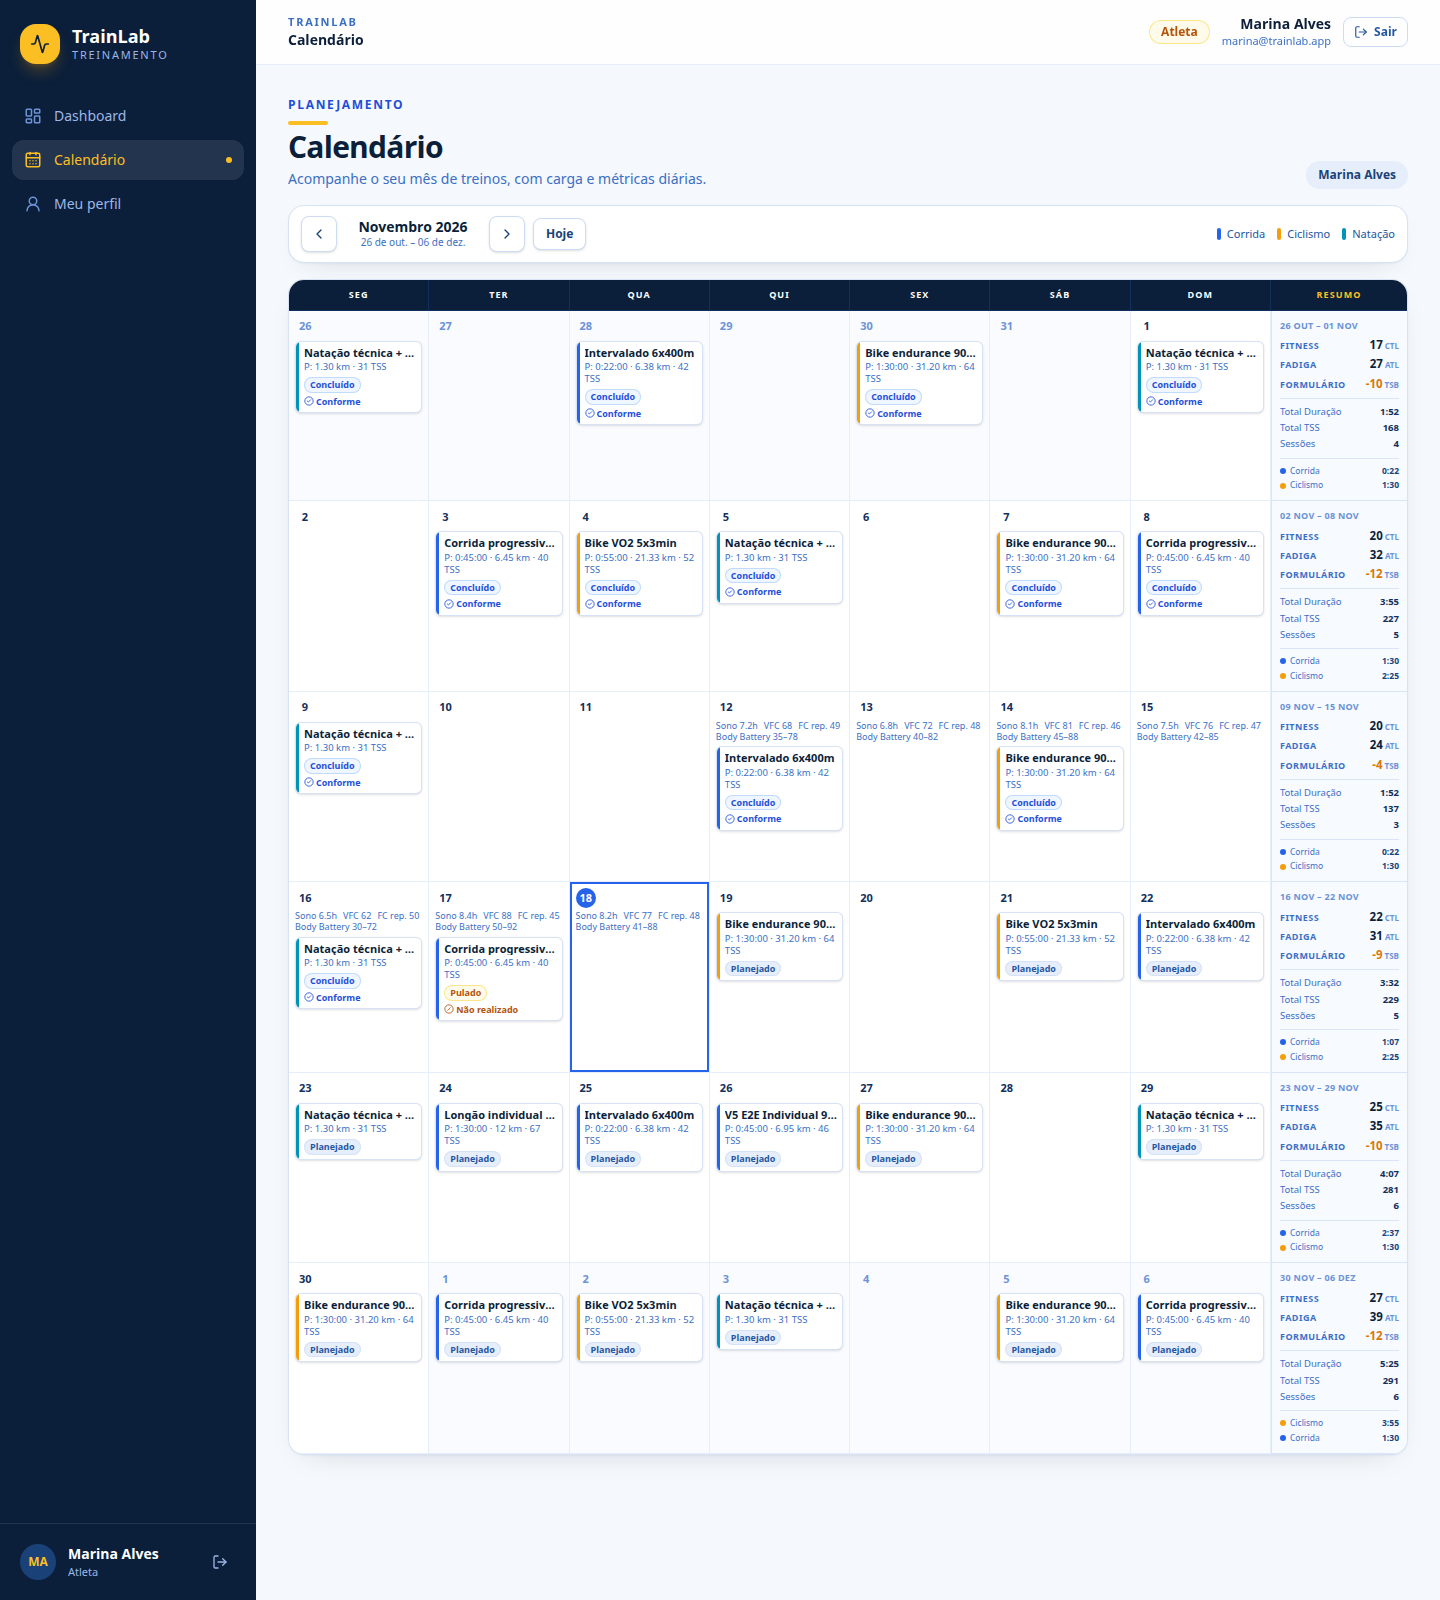 TrainLab
TREINAMENTO
Dashboard
Calendário
Meu perfil
MA
Marina Alves
Atleta
TRAINLAB
Calendário
Atleta
Marina Alves
marina@trainlab.app
Sair
PLANEJAMENTO
Calendário
Acompanhe o seu mês de treinos, com carga e métricas diárias.
Marina Alves
Novembro 2026
26 de out. – 06 de dez.
Hoje
Corrida
Ciclismo
Natação
SEG TER QUA QUI SEX SÁB DOM RESUMO
26
Natação técnica + ...
P: 1.30 km · 31 TSS
Concluído
Conforme
27
28
Intervalado 6x400m
P: 0:22:00 · 6.38 km · 42
TSS
Concluído
Conforme
29
30
Bike endurance 90...
P: 1:30:00 · 31.20 km · 64
TSS
Concluído
Conforme
31
1
Natação técnica + ...
P: 1.30 km · 31 TSS
Concluído
Conforme
26 OUT – 01 NOV
FITNESS 17 CTL
FADIGA 27 ATL
FORMULÁRIO -10 TSB
Total Duração 1:52
Total TSS 168
Sessões 4
Corrida 0:22
Ciclismo 1:30
2
3
Corrida progressiv...
P: 0:45:00 · 6.45 km · 40
TSS
Concluído
Conforme
4
Bike VO2 5x3min
P: 0:55:00 · 21.33 km · 52
TSS
Concluído
Conforme
5
Natação técnica + ...
P: 1.30 km · 31 TSS
Concluído
Conforme
6
7
Bike endurance 90...
P: 1:30:00 · 31.20 km · 64
TSS
Concluído
Conforme
8
Corrida progressiv...
P: 0:45:00 · 6.45 km · 40
TSS
Concluído
Conforme
02 NOV – 08 NOV
FITNESS 20 CTL
FADIGA 32 ATL
FORMULÁRIO -12 TSB
Total Duração 3:55
Total TSS 227
Sessões 5
Corrida 1:30
Ciclismo 2:25
9
Natação técnica + ...
P: 1.30 km · 31 TSS
Concluído
Conforme
10
11
12
Sono 7.2h VFC 68 FC rep. 49
Body Battery 35–78
Intervalado 6x400m
P: 0:22:00 · 6.38 km · 42
TSS
Concluído
Conforme
13
Sono 6.8h VFC 72 FC rep. 48
Body Battery 40–82
14
Sono 8.1h VFC 81 FC rep. 46
Body Battery 45–88
Bike endurance 90...
P: 1:30:00 · 31.20 km · 64
TSS
Concluído
Conforme
15
Sono 7.5h VFC 76 FC rep. 47
Body Battery 42–85
09 NOV – 15 NOV
FITNESS 20 CTL
FADIGA 24 ATL
FORMULÁRIO -4 TSB
Total Duração 1:52
Total TSS 137
Sessões 3
Corrida 0:22
Ciclismo 1:30
16
Sono 6.5h VFC 62 FC rep. 50
Body Battery 30–72
Natação técnica + ...
P: 1.30 km · 31 TSS
Concluído
Conforme
17
Sono 8.4h VFC 88 FC rep. 45
Body Battery 50–92
Corrida progressiv...
P: 0:45:00 · 6.45 km · 40
TSS
Pulado
Não realizado
18
Sono 8.2h VFC 77 FC rep. 48
Body Battery 41–88
19
Bike endurance 90...
P: 1:30:00 · 31.20 km · 64
TSS
Planejado
20
21
Bike VO2 5x3min
P: 0:55:00 · 21.33 km · 52
TSS
Planejado
22
Intervalado 6x400m
P: 0:22:00 · 6.38 km · 42
TSS
Planejado
16 NOV – 22 NOV
FITNESS 22 CTL
FADIGA 31 ATL
FORMULÁRIO -9 TSB
Total Duração 3:32
Total TSS 229
Sessões 5
Corrida 1:07
Ciclismo 2:25
23
Natação técnica + ...
P: 1.30 km · 31 TSS
Planejado
24
Longão individual ...
P: 1:30:00 · 12 km · 67
TSS
Planejado
25
Intervalado 6x400m
P: 0:22:00 · 6.38 km · 42
TSS
Planejado
26
V5 E2E Individual 9...
P: 0:45:00 · 6.95 km · 46
TSS
Planejado
27
Bike endurance 90...
P: 1:30:00 · 31.20 km · 64
TSS
Planejado
28
29
Natação técnica + ...
P: 1.30 km · 31 TSS
Planejado
23 NOV – 29 NOV
FITNESS 25 CTL
FADIGA 35 ATL
FORMULÁRIO -10 TSB
Total Duração 4:07
Total TSS 281
Sessões 6
Corrida 2:37
Ciclismo 1:30
30
Bike endurance 90...
P: 1:30:00 · 31.20 km · 64
TSS
Planejado
1
Corrida progressiv...
P: 0:45:00 · 6.45 km · 40
TSS
Planejado
2
Bike VO2 5x3min
P: 0:55:00 · 21.33 km · 52
TSS
Planejado
3
Natação técnica + ...
P: 1.30 km · 31 TSS
Planejado
4
5
Bike endurance 90...
P: 1:30:00 · 31.20 km · 64
TSS
Planejado
6
Corrida progressiv...
P: 0:45:00 · 6.45 km · 40
TSS
Planejado
30 NOV – 06 DEZ
FITNESS 27 CTL
FADIGA 39 ATL
FORMULÁRIO -12 TSB
Total Duração 5:25
Total TSS 291
Sessões 6
Ciclismo 3:55
Corrida 1:30